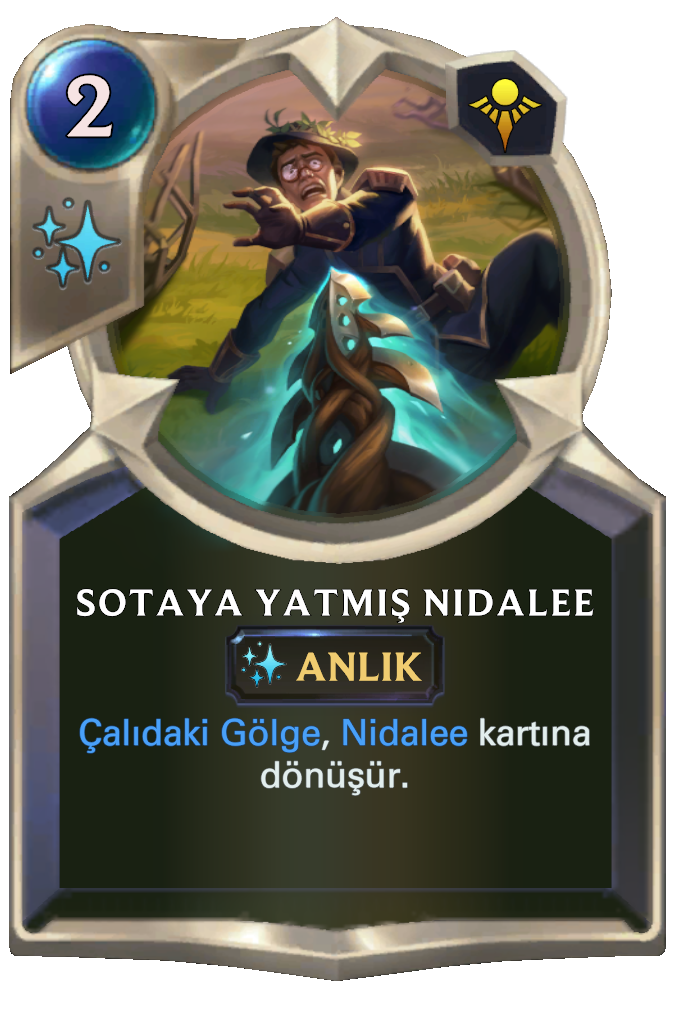 2
SOTAYA YATMIŞ NIDALEE
ANLIK
Çalıdaki Gölge, Nidalee kartına
dönüşür.